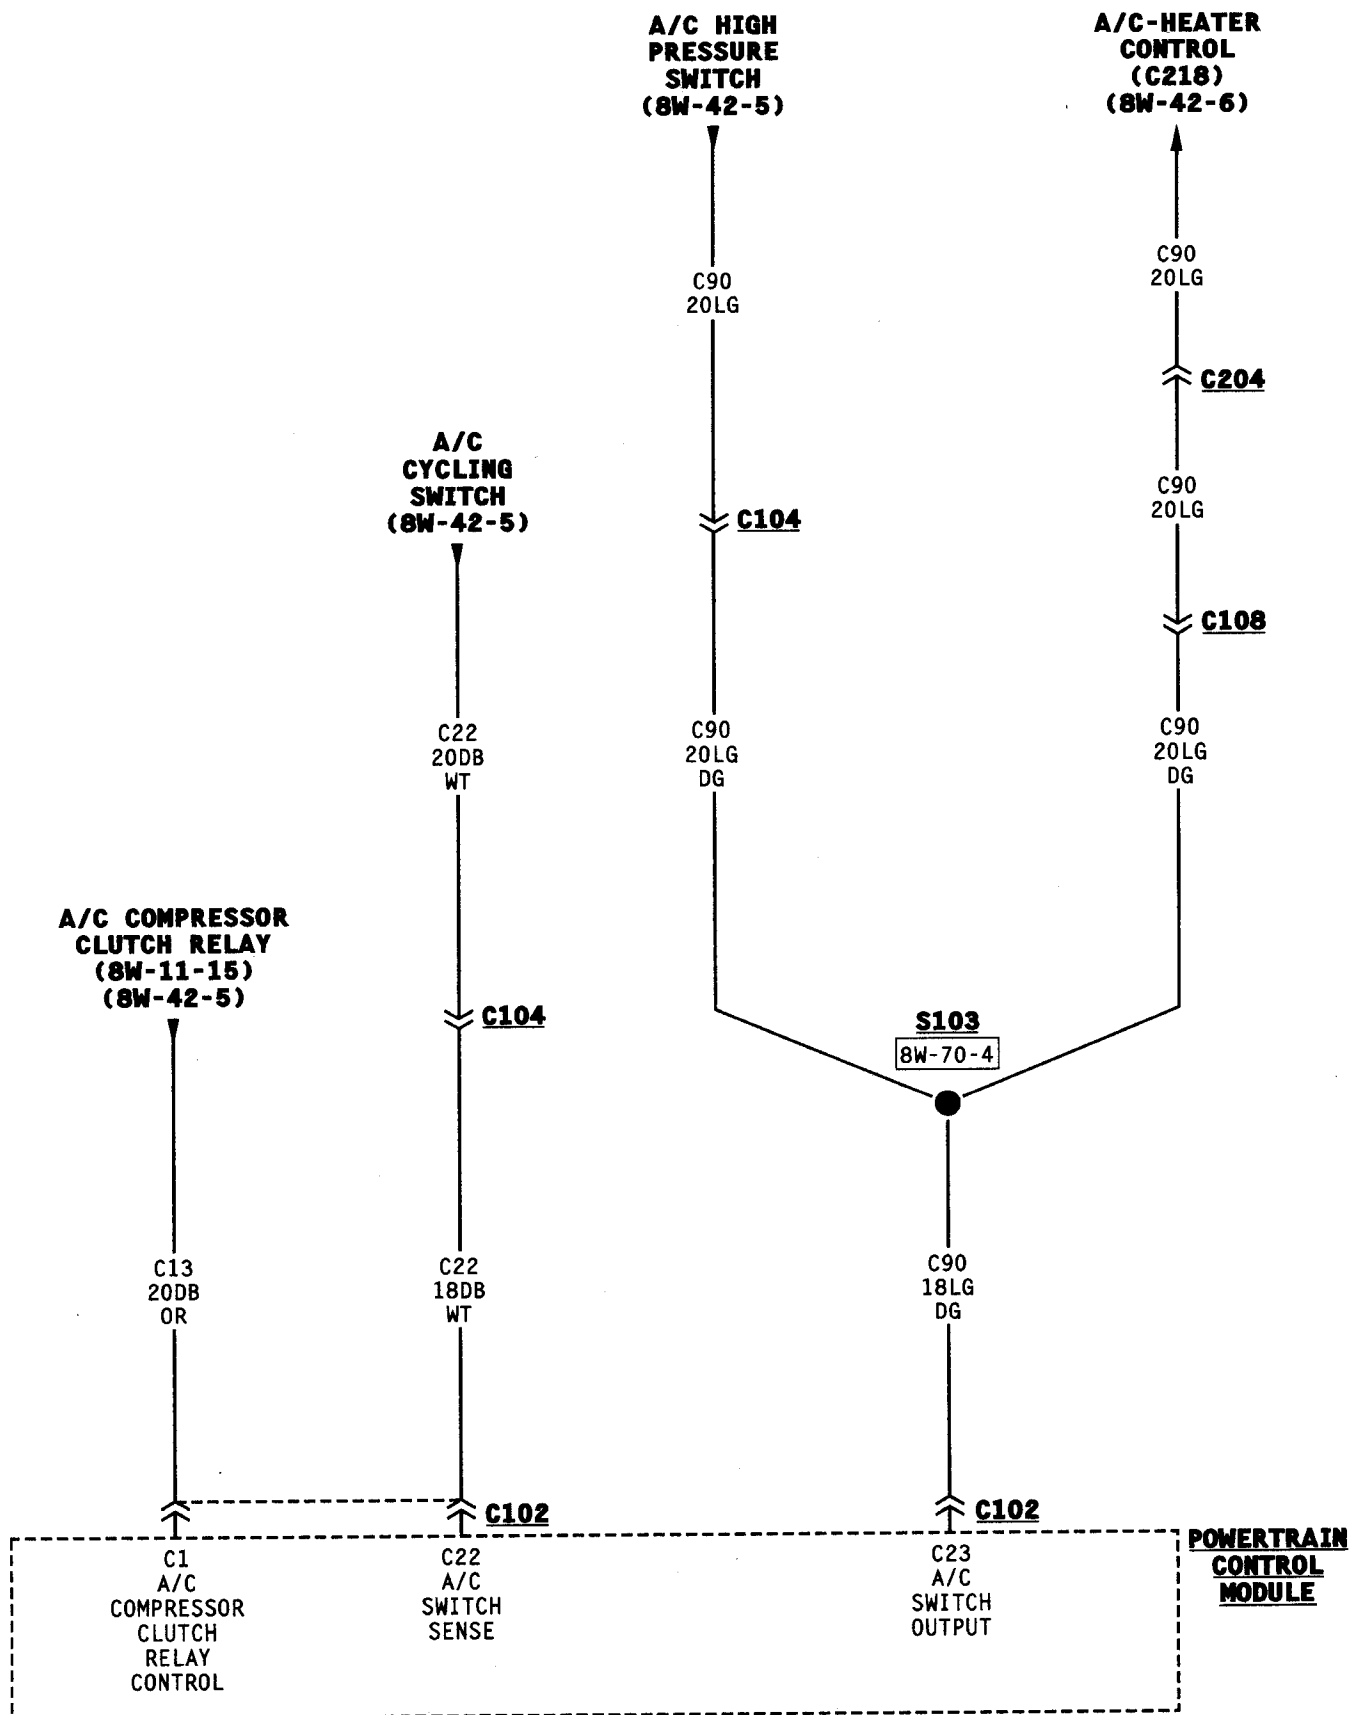 A/C HIGH
PRESSURE
SWITCH
(8W-42-5)
A/C-HEATER
CONTROL
(C218)
(8W-42-6)
C90
20LG
C90
20LG
C204
A/C
CYCLING
SWITCH
(8W-42-5)
C104
C90
20LG
C108
C22
20DB
WT
C90
20LG
DG
C90
20LG
DG
A/C COMPRESSOR
CLUTCH RELAY
(8W-11-15)
(8W-42-5)
C104
S103
8W-70-4
C13
20DB
OR
C22
18DB
WT
C90
18LG
DG
C102
C102
POWERTRAIN
CONTROL
MODULE
C1
A/C
COMPRESSOR
CLUTCH
RELAY
CONTROL
C22
A/C
SWITCH
SENSE
C23
A/C
SWITCH
OUTPUT